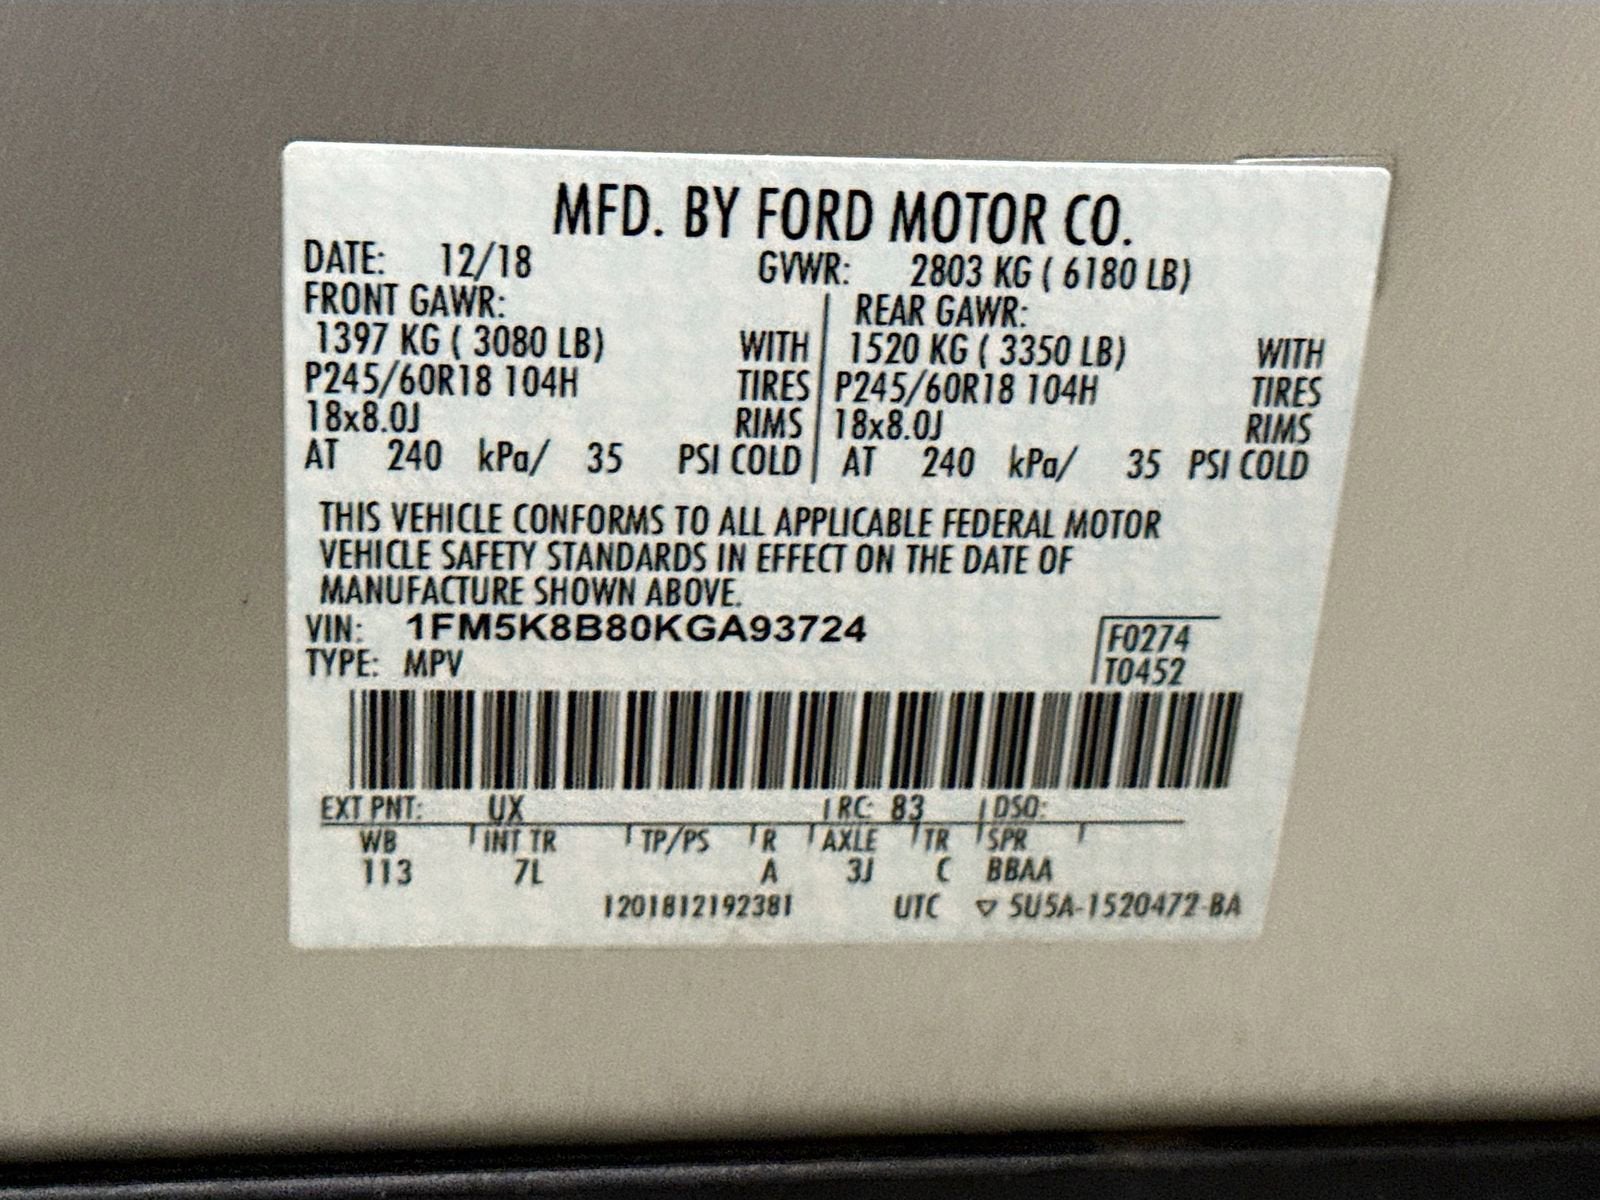 MFD. BY FORD MOTOR CO.
DATE: 12/18 GVWR: 2803 KG ( 6180 LB)
FRONT GAWR: REAR GAWR:
1397 KG ( 3080 LB) WITH 1520 KG ( 3350 LB) WITH
P245/60R18 104H TIRES P245/60R18 104H TIRES
18x8.0J RIMS 18x8.0J RIMS
AT 240 kPa/ 35 PSI COLD AT 240 kPa/ 35 PSI COLD
THIS VEHICLE CONFORMS TO ALL APPLICABLE FEDERAL MOTOR
VEHICLE SAFETY STANDARDS IN EFFECT ON THE DATE OF
MANUFACTURE SHOWN ABOVE.
VIN: 1FM5K8B80KGA93724 F0274
TYPE: MPV T0452
EXT PNT: UX RC: 83 DSO:
WB INT TR TP/PS R AXLE TR SPR
113 7L A 3J C BBAA
1201812192381 UTC ▽ 5U5A-1520472-BA